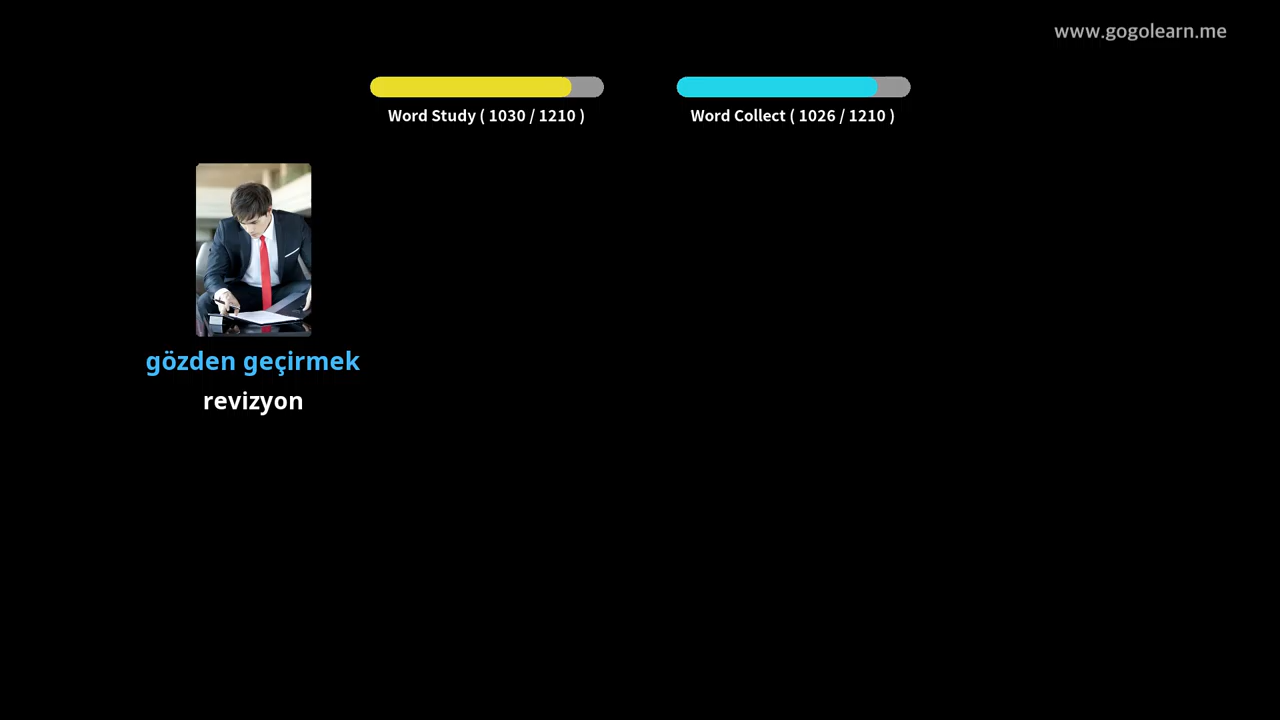 www.gogolearn.me
Word Study ( 1030 / 1210 )
Word Collect ( 1026 / 1210 )
gözden geçirmek
revizyon